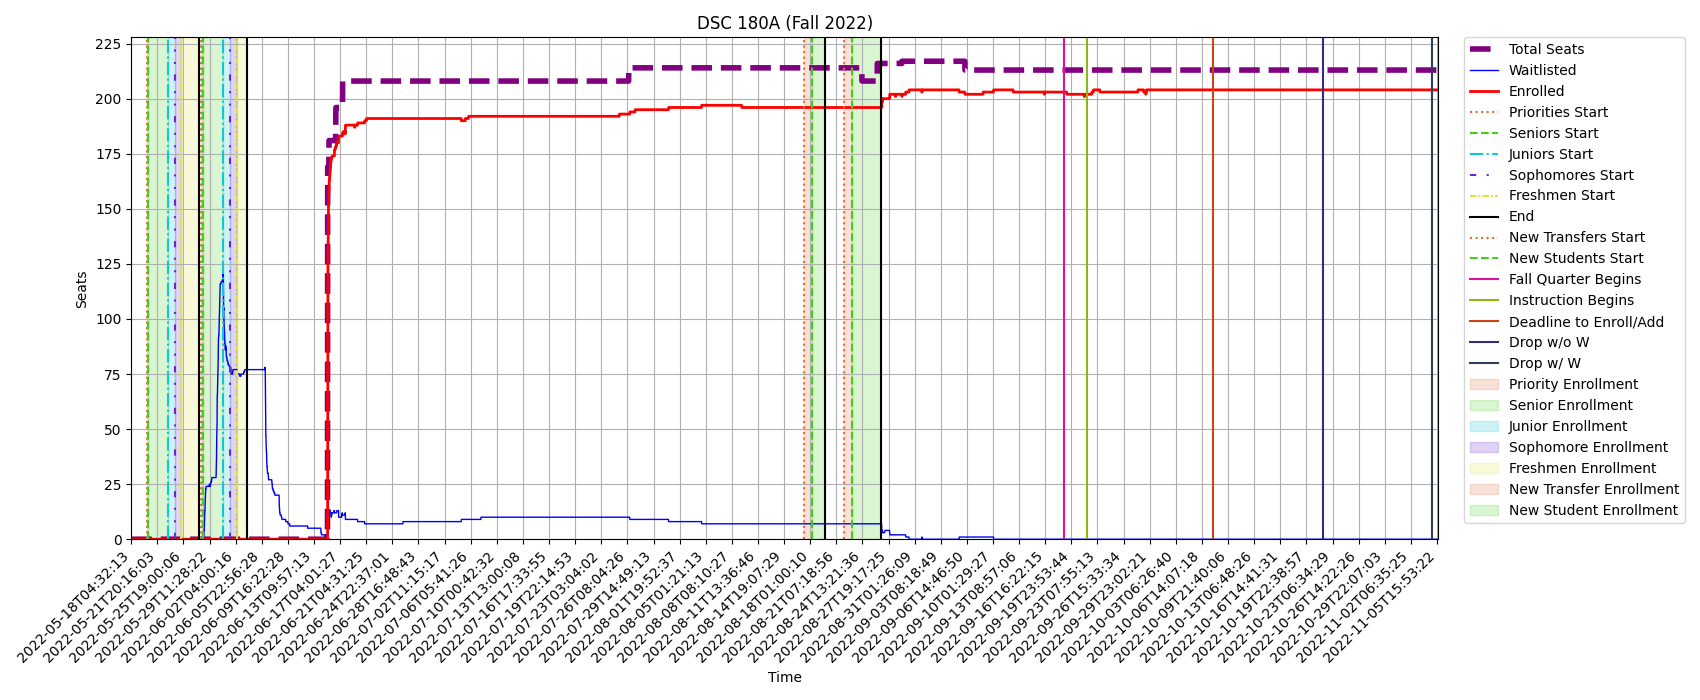 DSC 180A (Fall 2022)
Seats
225
200
175
150
125
100
75
50
25
0
2022-05-18T04:32:13
2022-05-21T20:16:03
2022-05-25T19:00:06
2022-05-29T11:28:22
2022-06-02T04:00:16
2022-06-05T22:56:28
2022-06-09T16:22:28
2022-06-13T09:57:13
2022-06-17T04:01:27
2022-06-21T04:31:25
2022-06-24T22:37:01
2022-06-28T16:48:43
2022-07-02T11:15:17
2022-07-06T05:41:26
2022-07-10T00:42:32
2022-07-13T13:00:08
2022-07-16T17:33:55
2022-07-19T22:14:53
2022-07-23T03:04:02
2022-07-26T08:04:26
2022-07-29T14:49:13
2022-08-01T19:52:37
2022-08-05T01:21:13
2022-08-08T08:10:27
2022-08-11T13:36:46
2022-08-14T19:07:29
2022-08-18T01:00:10
2022-08-21T07:18:56
2022-08-24T13:21:36
2022-08-27T19:17:25
2022-08-31T01:26:09
2022-09-03T08:18:49
2022-09-06T14:46:50
2022-09-10T01:29:27
2022-09-13T08:57:06
2022-09-16T16:22:15
2022-09-19T23:53:44
2022-09-23T07:55:13
2022-09-26T15:33:34
2022-09-29T23:02:21
2022-10-03T06:26:40
2022-10-06T14:07:18
2022-10-09T21:40:06
2022-10-13T06:48:26
2022-10-16T14:41:31
2022-10-19T22:38:57
2022-10-23T06:34:29
2022-10-26T14:22:26
2022-10-29T22:07:03
2022-11-02T06:35:25
2022-11-05T15:53:22
Time
Total Seats
Waitlisted
Enrolled
Priorities Start
Seniors Start
Juniors Start
Sophomores Start
Freshmen Start
End
New Transfers Start
New Students Start
Fall Quarter Begins
Instruction Begins
Deadline to Enroll/Add
Drop w/o W
Drop w/ W
Priority Enrollment
Senior Enrollment
Junior Enrollment
Sophomore Enrollment
Freshmen Enrollment
New Transfer Enrollment
New Student Enrollment